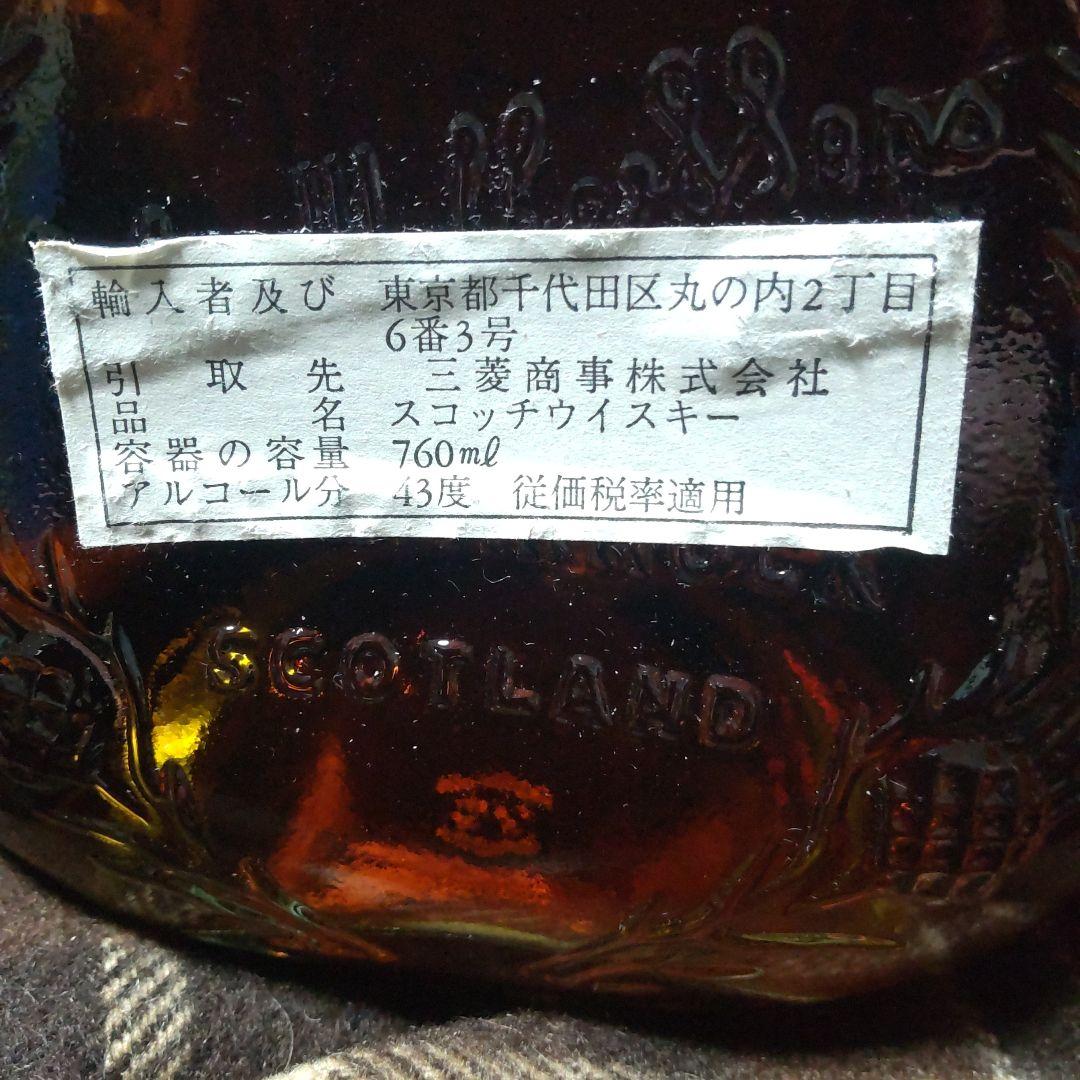 輸入者及び 東京都千代田区丸の内2丁目
6番3号
引取先 三菱商事株式会社
品名 スコッチウイスキー
容器の容量 760ml
アルコール分 43度 従価税率適用
SCOTLAND